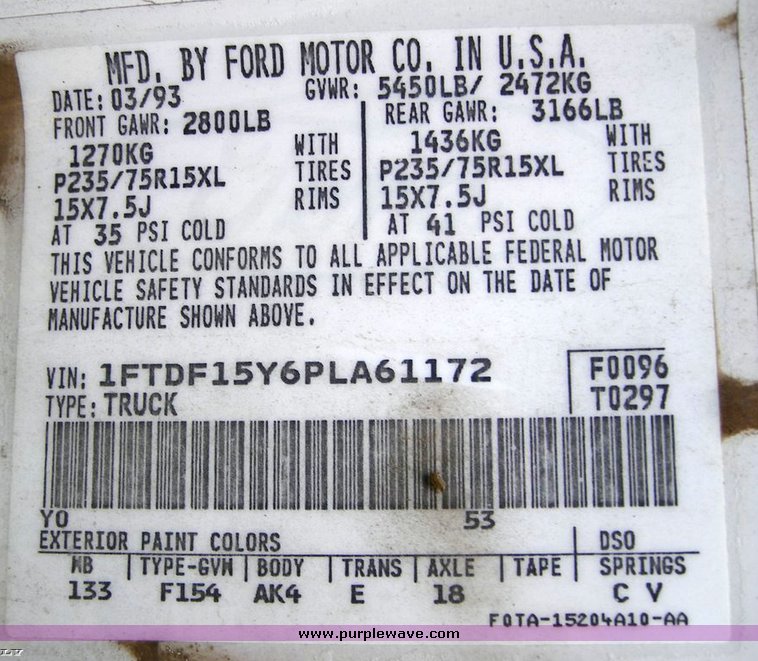 MFD. BY FORD MOTOR CO. IN U.S.A.
DATE: 03/93 GVWR: 5450LB/ 2472KG
FRONT GAWR: 2800LB REAR GAWR: 3166LB
1270KG WITH 1436KG WITH
P235/75R15XL TIRES P235/75R15XL TIRES
15X7.5J RIMS 15X7.5J RIMS
AT 35 PSI COLD AT 41 PSI COLD
THIS VEHICLE CONFORMS TO ALL APPLICABLE FEDERAL MOTOR
VEHICLE SAFETY STANDARDS IN EFFECT ON THE DATE OF
MANUFACTURE SHOWN ABOVE.
VIN: 1FTDF15Y6PLA61172 F0096
TYPE: TRUCK T0297
YO 53
EXTERIOR PAINT COLORS DSO
WB TYPE-GVW BODY TRANS AXLE TAPE SPRINGS
133 F154 AK4 E 18 C V
F0TA-15204A10-AA
www.purplewave.com